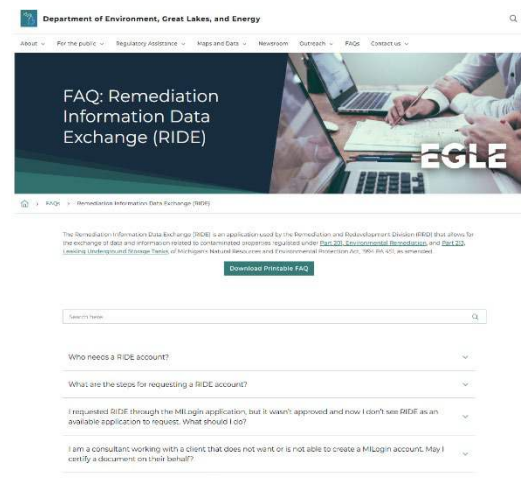 Department of Environment, Great Lakes, and Energy
About For the public Regulatory Assistance Maps and Data Newsroom Outreach FAQs Contact us
FAQ: Remediation
Information Data
Exchange (RIDE)
EGLE
FAQs Remediation Information Data Exchange (RIDE)
The Remediation Information Data Exchange (RIDE) is an application used by the Remediation and Redevelopment Division (RRD) that allows for
the exchange of data and information related to contaminated properties regulated under Part 201, Environmental Remediation, and Part 213,
Leaking Underground Storage Tanks, of Michigan's Natural Resources and Environmental Protection Act, 1994 PA 451, as amended.
Download Printable FAQ
Search here
Who needs a RIDE account?
What are the steps for requesting a RIDE account?
I requested RIDE through the MILogin application, but it wasn't approved and now I don't see RIDE as an
available application to request. What should I do?
I am a consultant working with a client that does not want or is not able to create a MILogin account. May I
certify a document on their behalf?